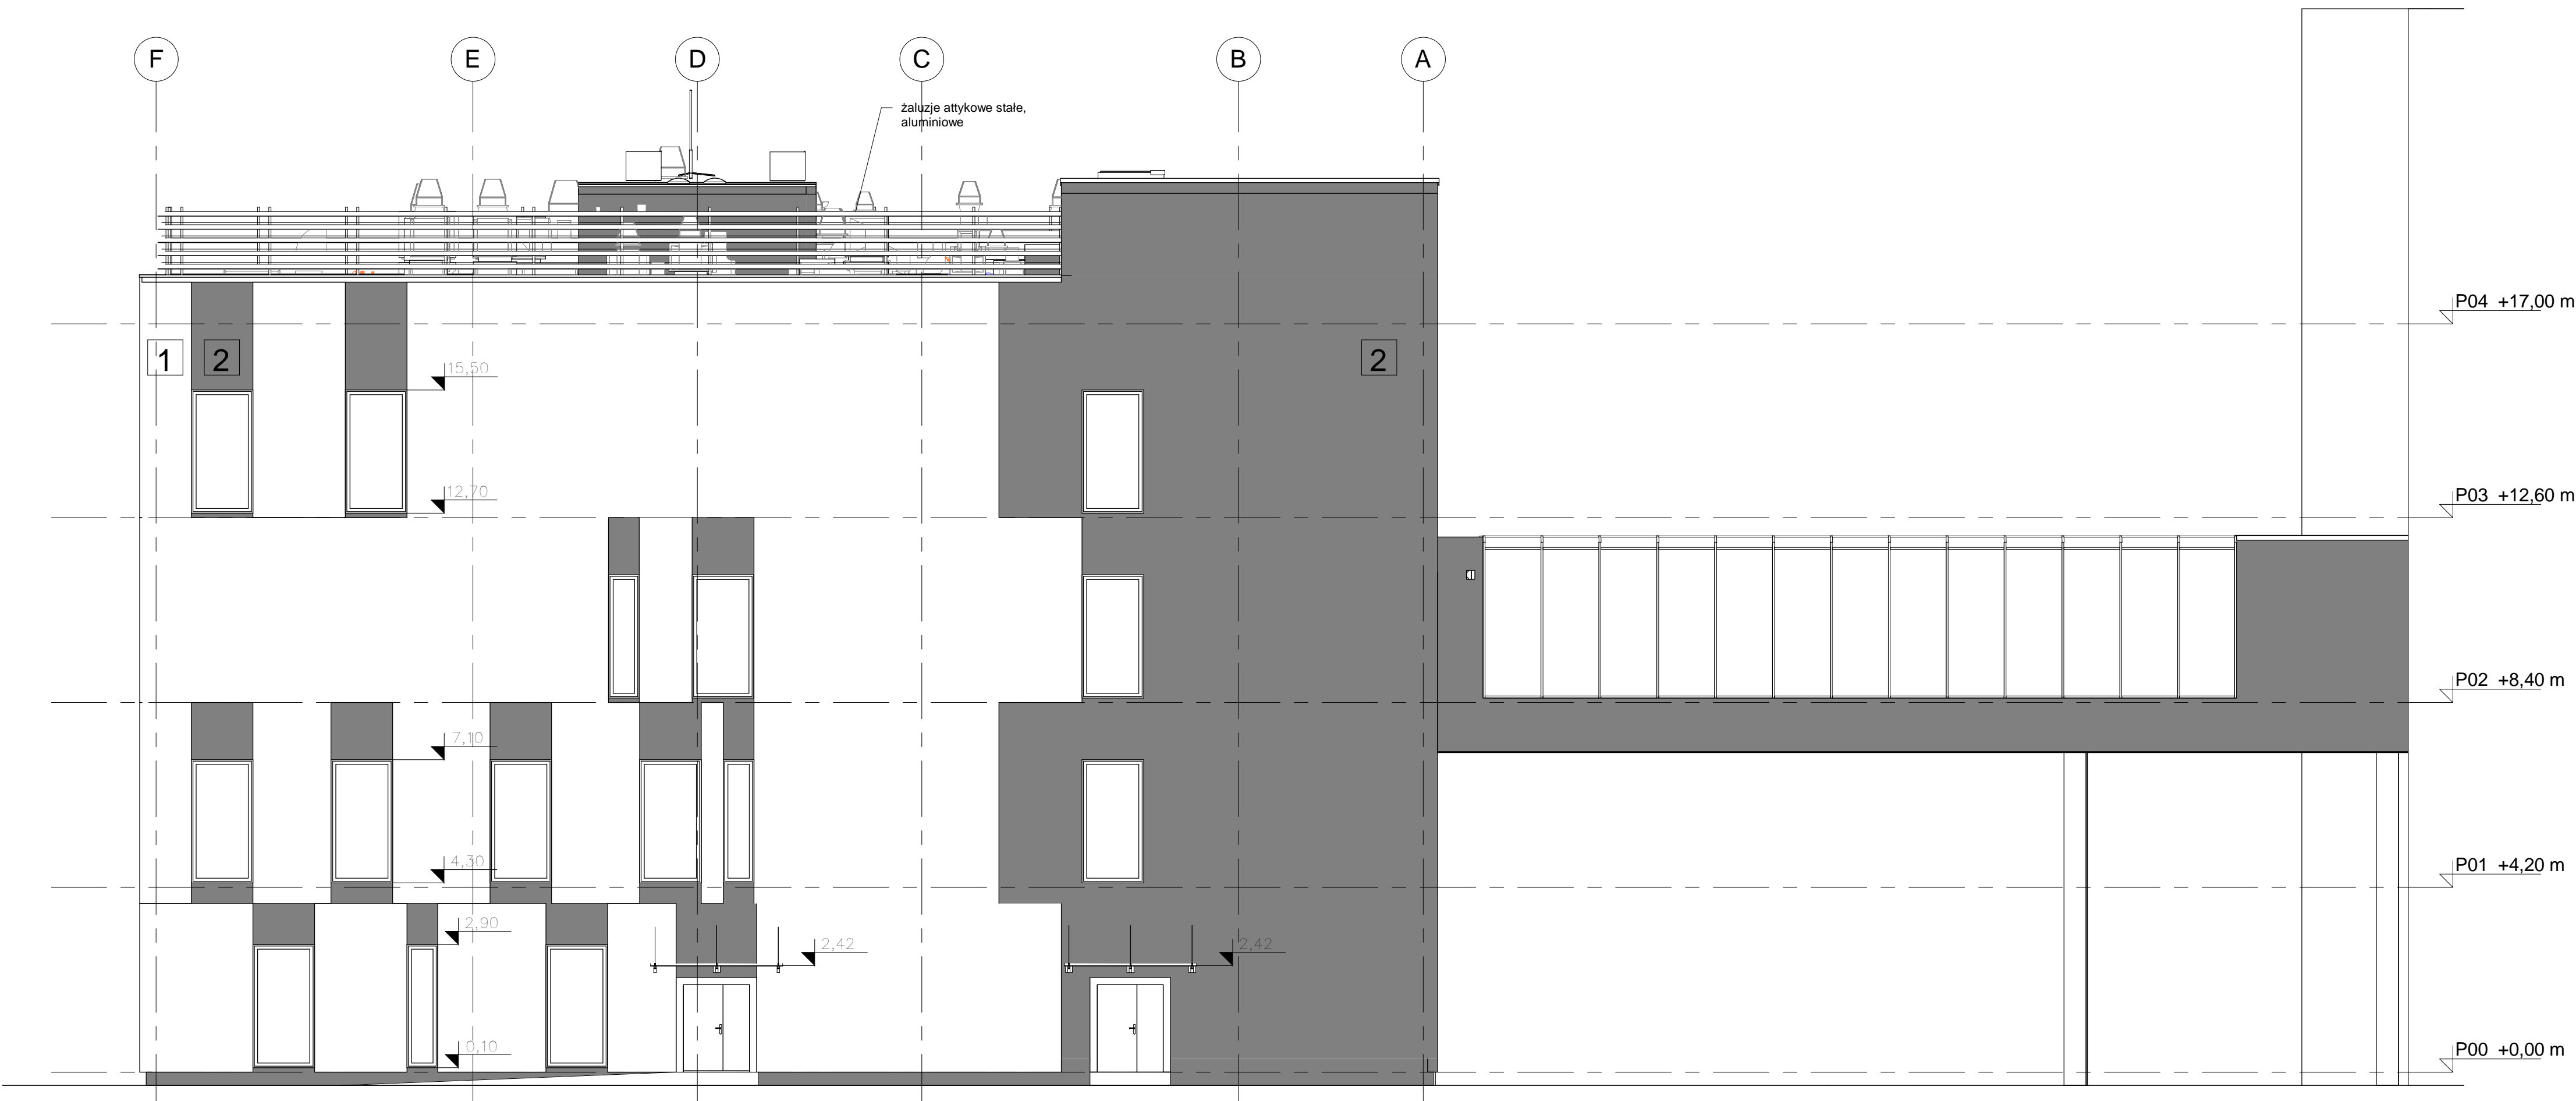 F
E
D
C
B
A
żaluzje attykowe stałe,
aluminiowe
P04 +17,00 m
1
2
2
15,50
12,70
P03 +12,60 m
P02 +8,40 m
7,10
4,30
P01 +4,20 m
2,90
2,42
2,42
0,10
P00 +0,00 m